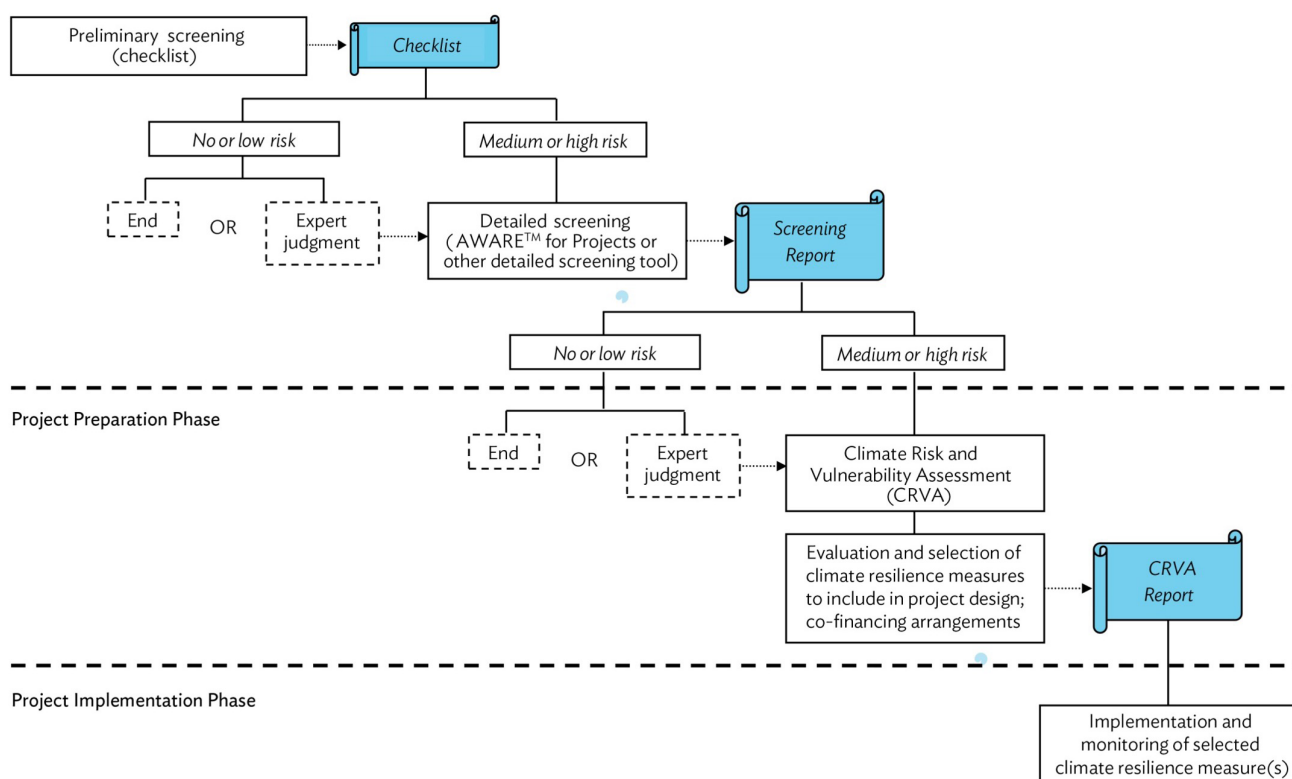 Preliminary screening
(checklist)
Checklist
No or low risk
Medium or high risk
End
OR
Expert
judgment
Detailed screening
(AWARE™ for Projects or
other detailed screening tool)
Screening
Report
No or low risk
Medium or high risk
Project Preparation Phase
End
OR
Expert
judgment
Climate Risk and
Vulnerability Assessment
(CRVA)
Evaluation and selection of
climate resilience measures
to include in project design;
co-financing arrangements
CRVA
Report
Project Implementation Phase
Implementation and
monitoring of selected
climate resilience measure(s)